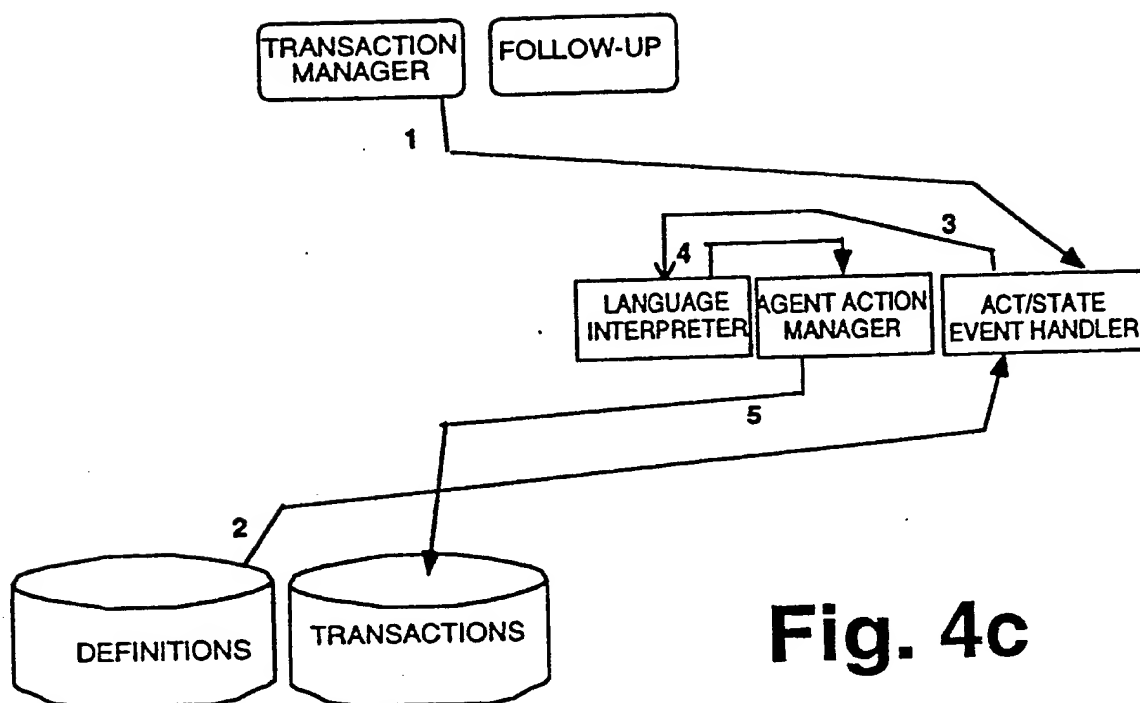 TRANSACTION
MANAGER
FOLLOW-UP
1
3
4
LANGUAGE
INTERPRETER
AGENT ACTION
MANAGER
ACT/STATE
EVENT HANDLER
5
2
DEFINITIONS
TRANSACTIONS
Fig. 4c